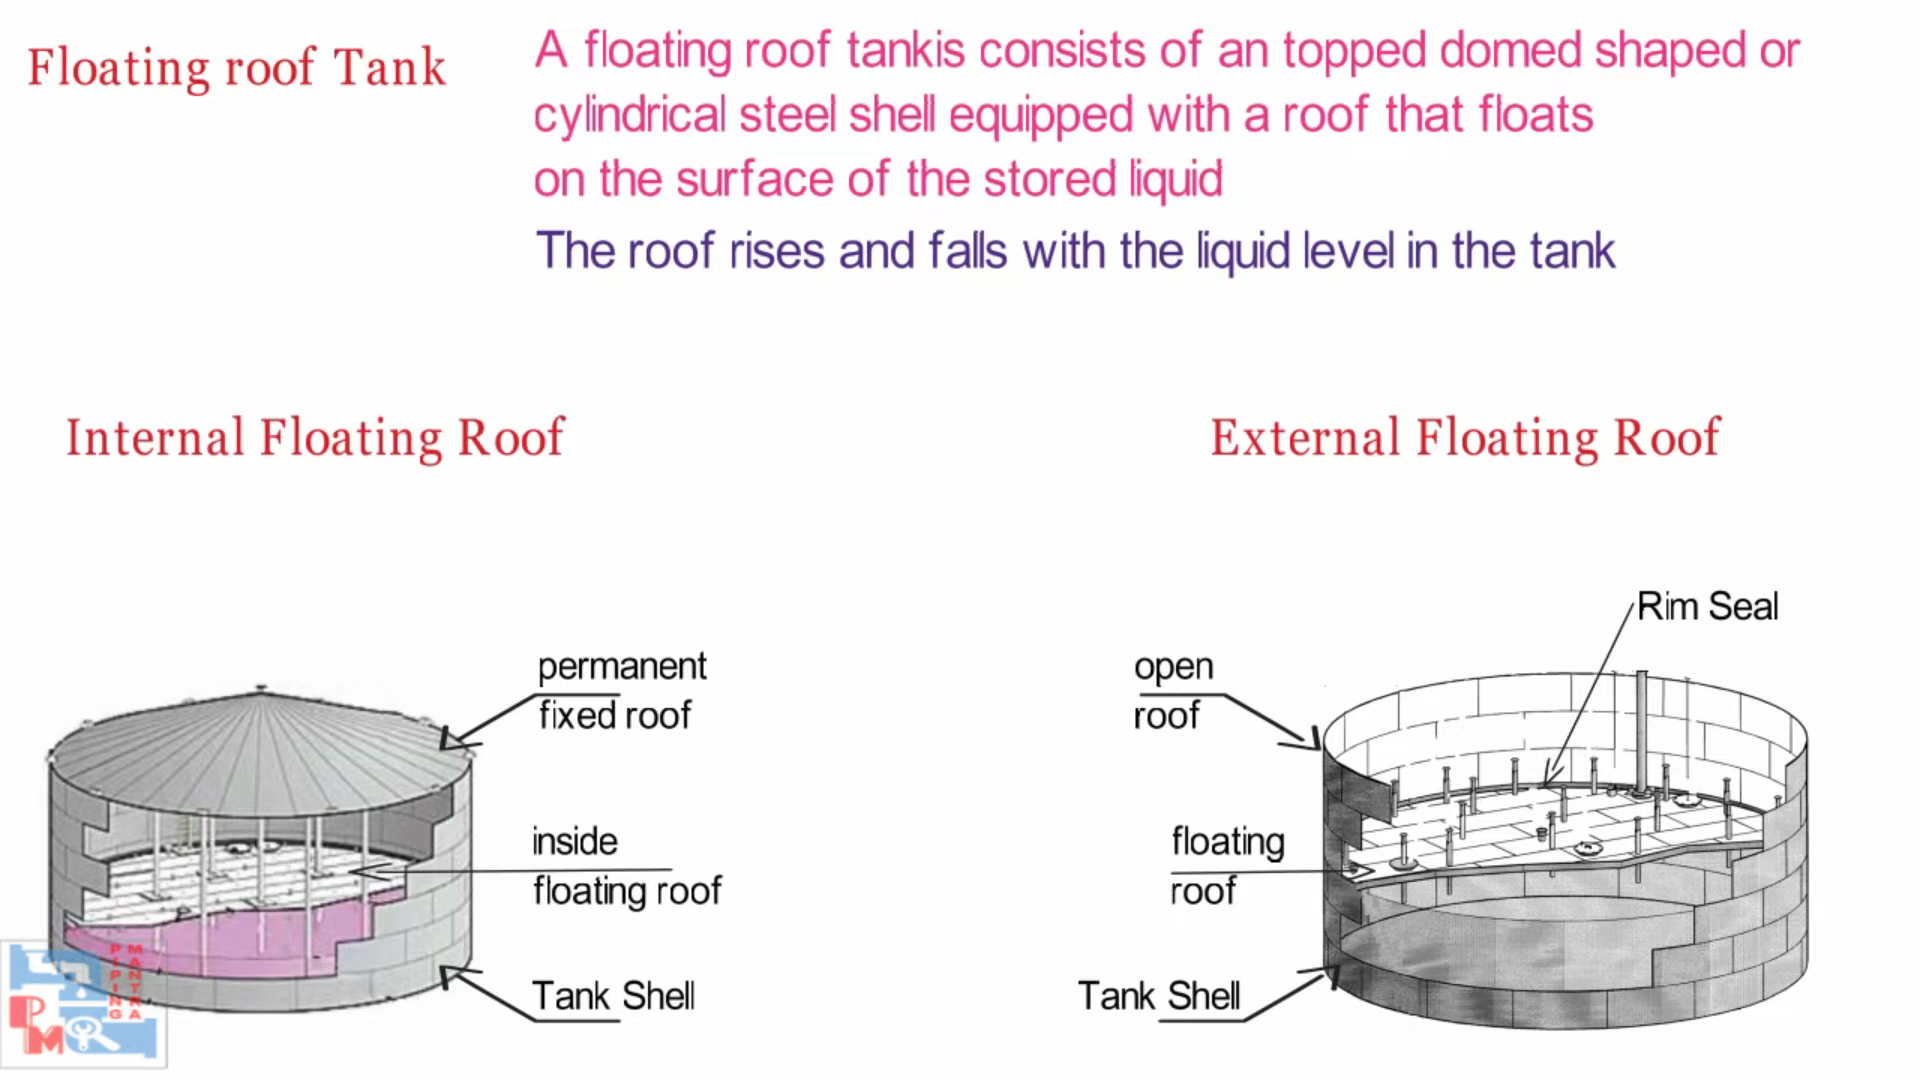 Floating roof Tank
A floating roof tankis consists of an topped domed shaped or
cylindrical steel shell equipped with a roof that floats
on the surface of the stored liquid
The roof rises and falls with the liquid level in the tank
Internal Floating Roof
External Floating Roof
permanent
fixed roof
inside
floating roof
Tank Shell
Rim Seal
open
roof
floating
roof
Tank Shell
PIPING
MANTRA
PM